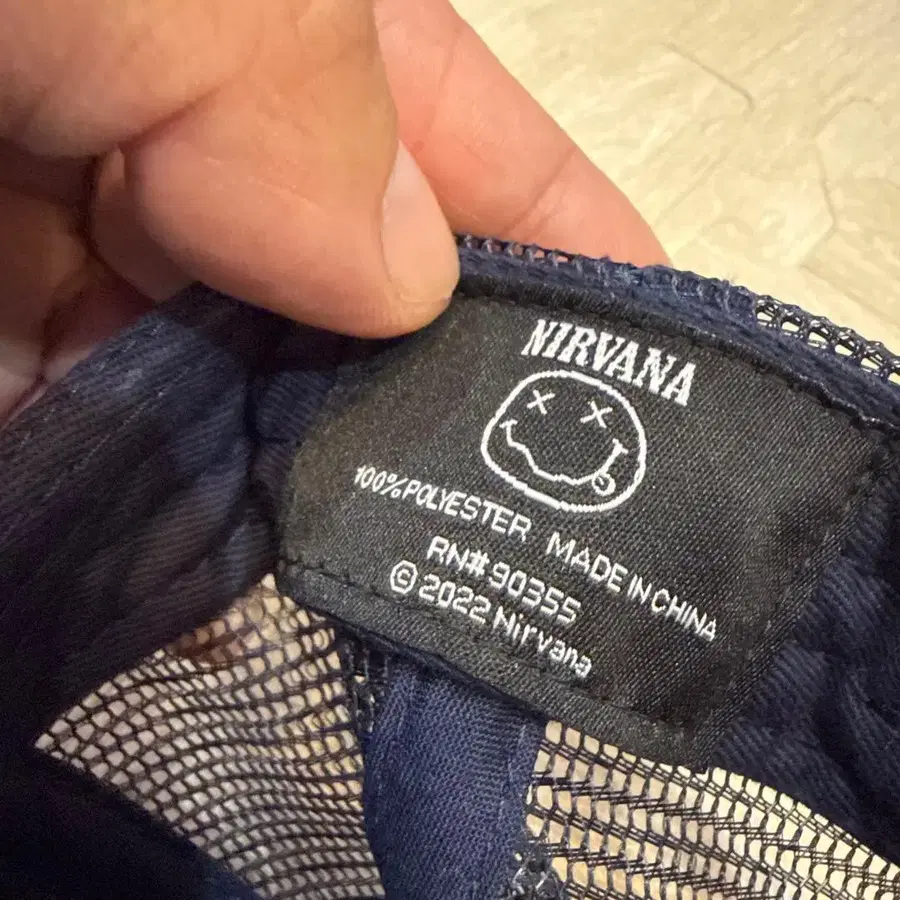 NIRVANA
100%POLYESTER MADE IN CHINA
RN#90355
©2022 Nirvana